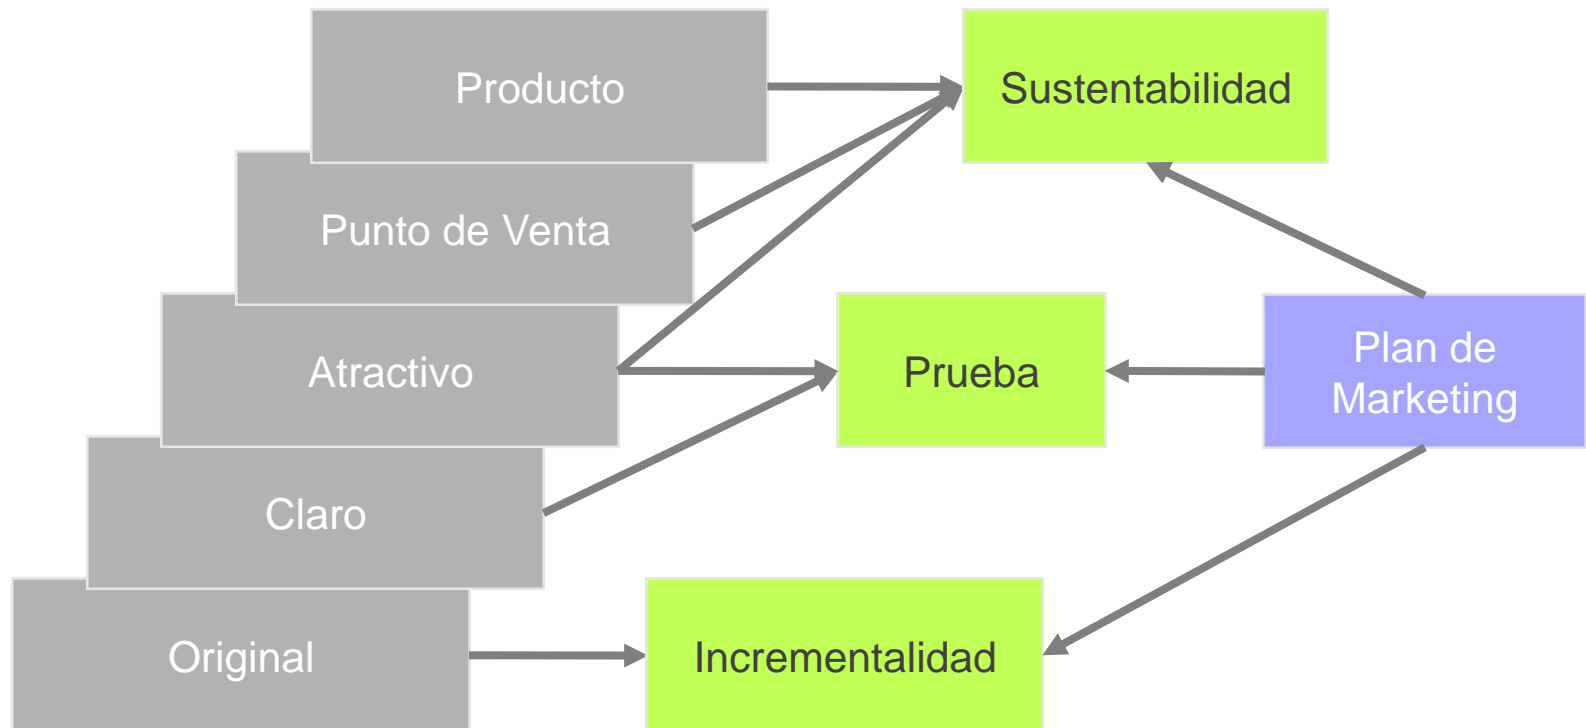 Producto
Sustentabilidad
Punto de Venta
Atractivo
Prueba
Plan de
Marketing
Claro
Original
Incrementalidad